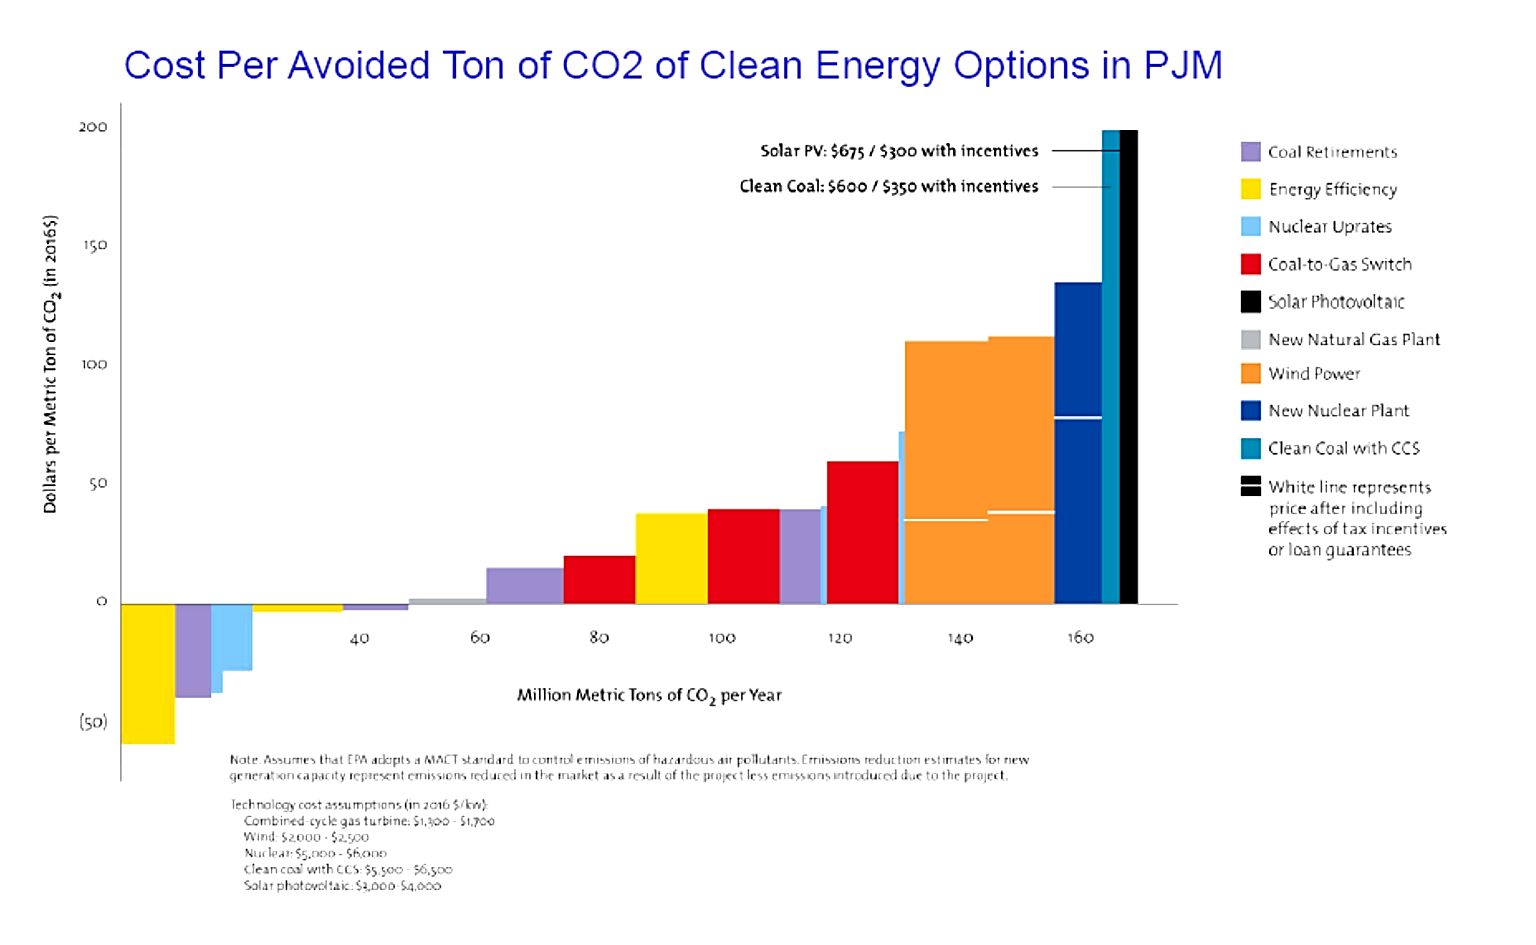 Cost Per Avoided Ton of CO2 of Clean Energy Options in PJM
Dollars per Metric Ton of CO2 (in 2016$)
200
150
100
50
0
(50)
Solar PV: $675 / $300 with incentives
Clean Coal: $600 / $350 with incentives
40 60 80 100 120 140 160
Million Metric Tons of CO2 per Year
Coal Retirements
Energy Efficiency
Nuclear Uprates
Coal-to-Gas Switch
Solar Photovoltaic
New Natural Gas Plant
Wind Power
New Nuclear Plant
Clean Coal with CCS
White line represents
price after including
effects of tax incentives
or loan guarantees
Note: Assumes that EPA adopts a MACT standard to control emissions of hazardous air pollutants. Emissions reduction estimates for new
generation capacity represent emissions reduced in the market as a result of the project less emissions introduced due to the project.
Technology cost assumptions (in 2016 $/kw):
Combined-cycle gas turbine: $1,300 - $1,700
Wind: $2,000 - $2,500
Nuclear: $5,000 - $6,000
Clean coal with CCS: $5,500 - $6,500
Solar photovoltaic: $3,000-$4,000